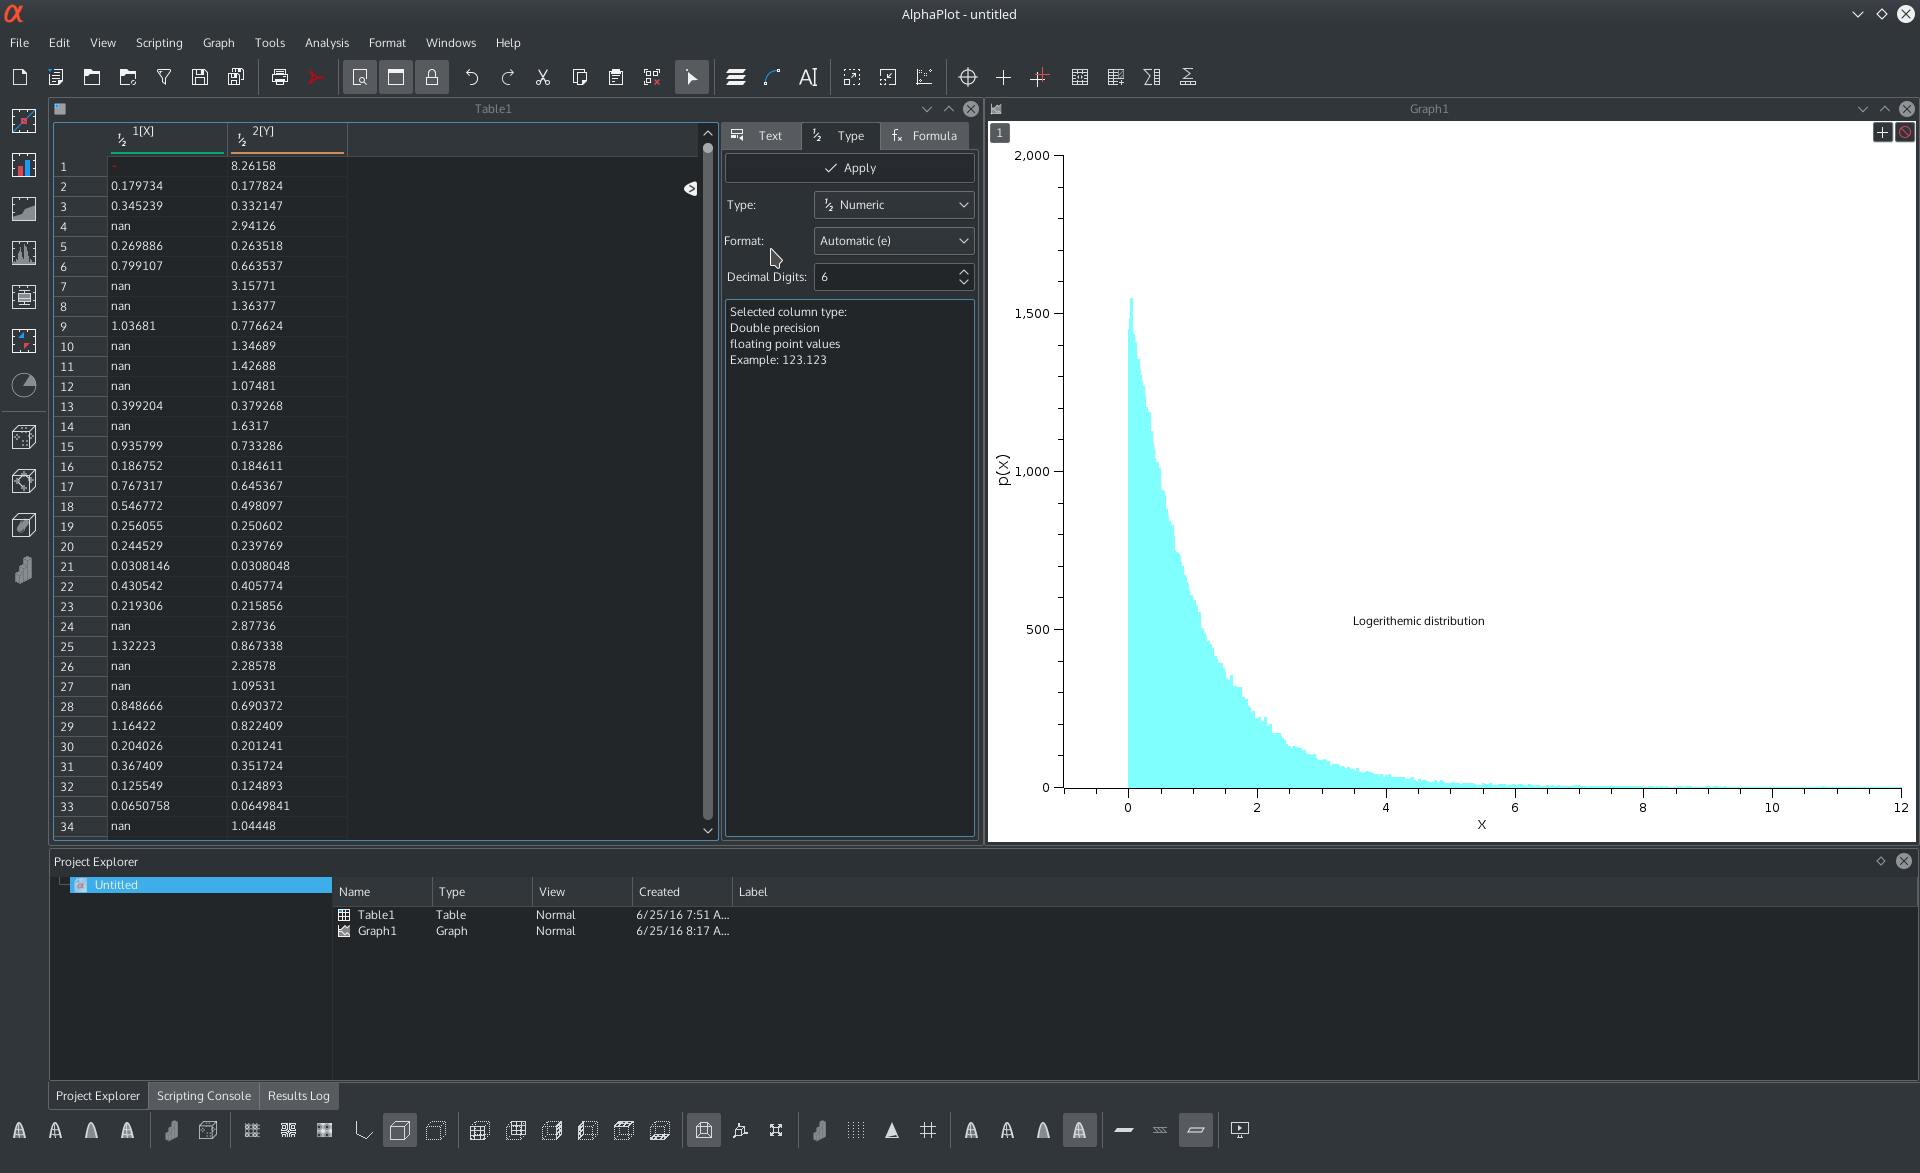 AlphaPlot - untitled
File Edit View Scripting Graph Tools Analysis Format Windows Help
Table1
1[X] 2[Y]
1 - 8.26158
2 0.179734 0.177824
3 0.345239 0.332147
4 nan 2.94126
5 0.269886 0.263518
6 0.799107 0.663537
7 nan 3.15771
8 nan 1.36377
9 1.03681 0.776624
10 nan 1.34689
11 nan 1.42688
12 nan 1.07481
13 0.399204 0.379268
14 nan 1.6317
15 0.935799 0.733286
16 0.186752 0.184611
17 0.767317 0.645367
18 0.546772 0.498097
19 0.256055 0.250602
20 0.244529 0.239769
21 0.0308146 0.0308048
22 0.430542 0.405774
23 0.219306 0.215856
24 nan 2.87736
25 1.32223 0.867338
26 nan 2.28578
27 nan 1.09531
28 0.848666 0.690372
29 1.16422 0.822409
30 0.204026 0.201241
31 0.367409 0.351724
32 0.125549 0.124893
33 0.0650758 0.0649841
34 nan 1.04448
Text Type Formula
Apply
Type: Numeric
Format: Automatic (e)
Decimal Digits: 6
Selected column type:
Double precision
floating point values
Example: 123.123
Graph1
1
2,000
1,500
1,000
500
0
p(x)
Logerithemic distribution
0 2 4 6 8 10 12
X
Project Explorer
Untitled
Name Type View Created Label
Table1 Table Normal 6/25/16 7:51 A...
Graph1 Graph Normal 6/25/16 8:17 A...
Project Explorer Scripting Console Results Log